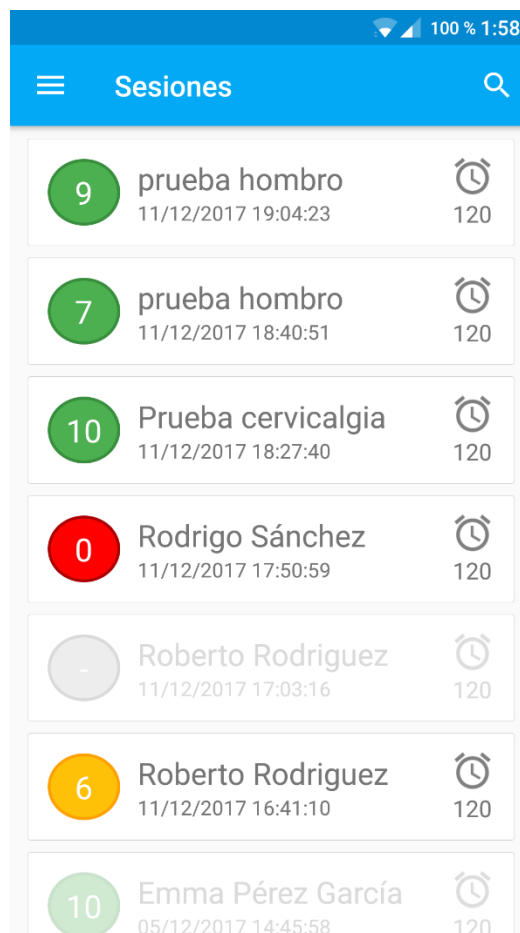 100 % 1:58
Sesiones
9
prueba hombro
11/12/2017 19:04:23
120
7
prueba hombro
11/12/2017 18:40:51
120
10
Prueba cervicalgia
11/12/2017 18:27:40
120
0
Rodrigo Sánchez
11/12/2017 17:50:59
120
-
Roberto Rodriguez
11/12/2017 17:03:16
120
6
Roberto Rodriguez
11/12/2017 16:41:10
120
10
Emma Pérez García
05/12/2017 14:45:58
120